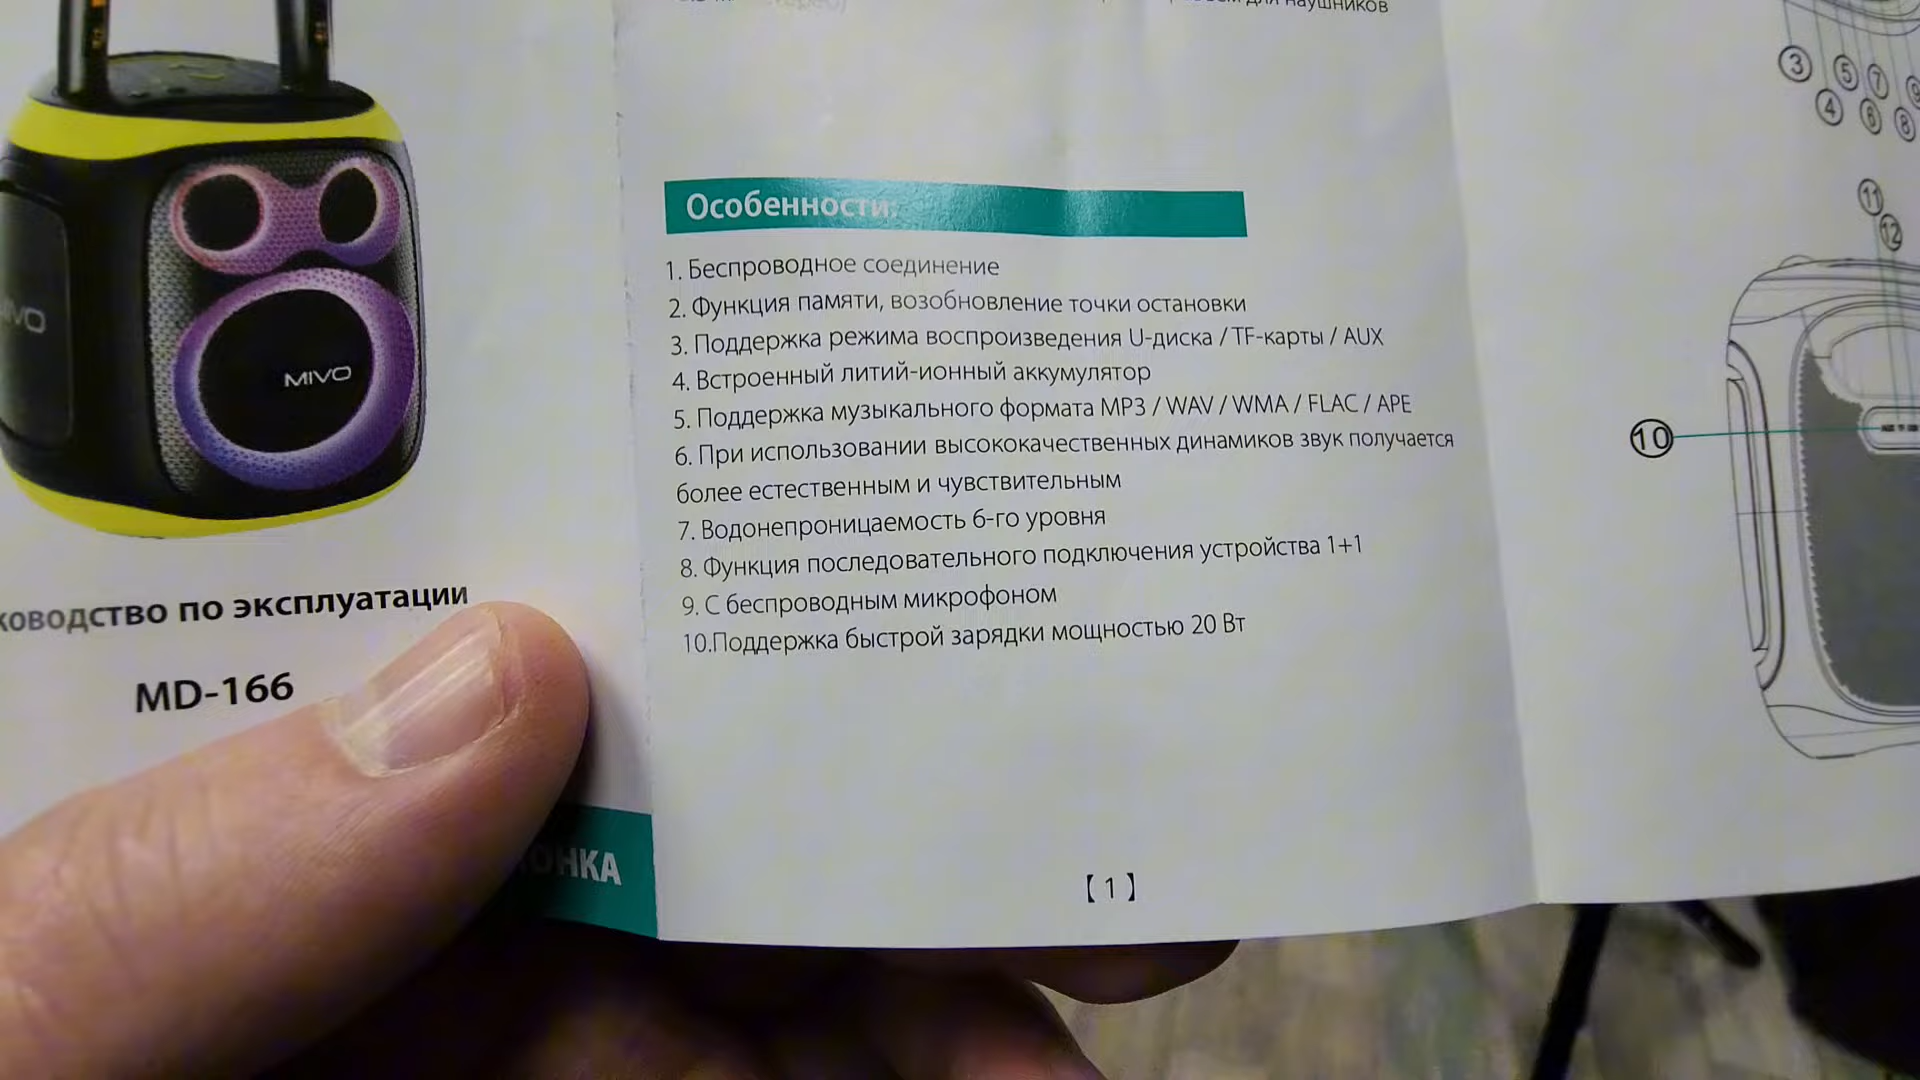 MIVO
ководство по эксплуатации
MD-166
ОНКА
для наушников
Особенности:
1. Беспроводное соединение
2. Функция памяти, возобновление точки остановки
3. Поддержка режима воспроизведения U-диска / TF-карты / AUX
4. Встроенный литий-ионный аккумулятор
5. Поддержка музыкального формата MP3 / WAV / WMA / FLAC / APE
6. При использовании высококачественных динамиков звук получается
более естественным и чувствительным
7. Водонепроницаемость 6-го уровня
8. Функция последовательного подключения устройства 1+1
9. С беспроводным микрофоном
10.Поддержка быстрой зарядки мощностью 20 Вт
【 1 】
3
5
7
9
4
6
8
11
12
10